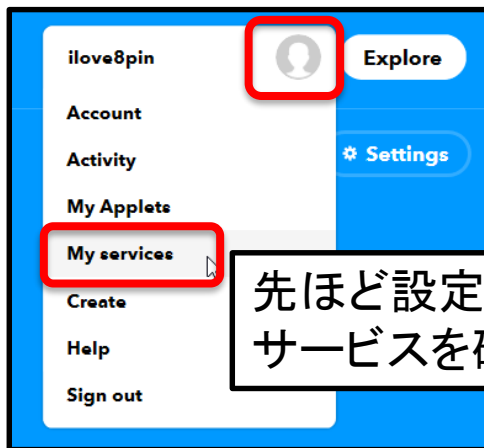 ilove8pin
Explore
Account
Activity
Settings
My Applets
My services
Create
先ほど設定
サービスを
Help
Sign out